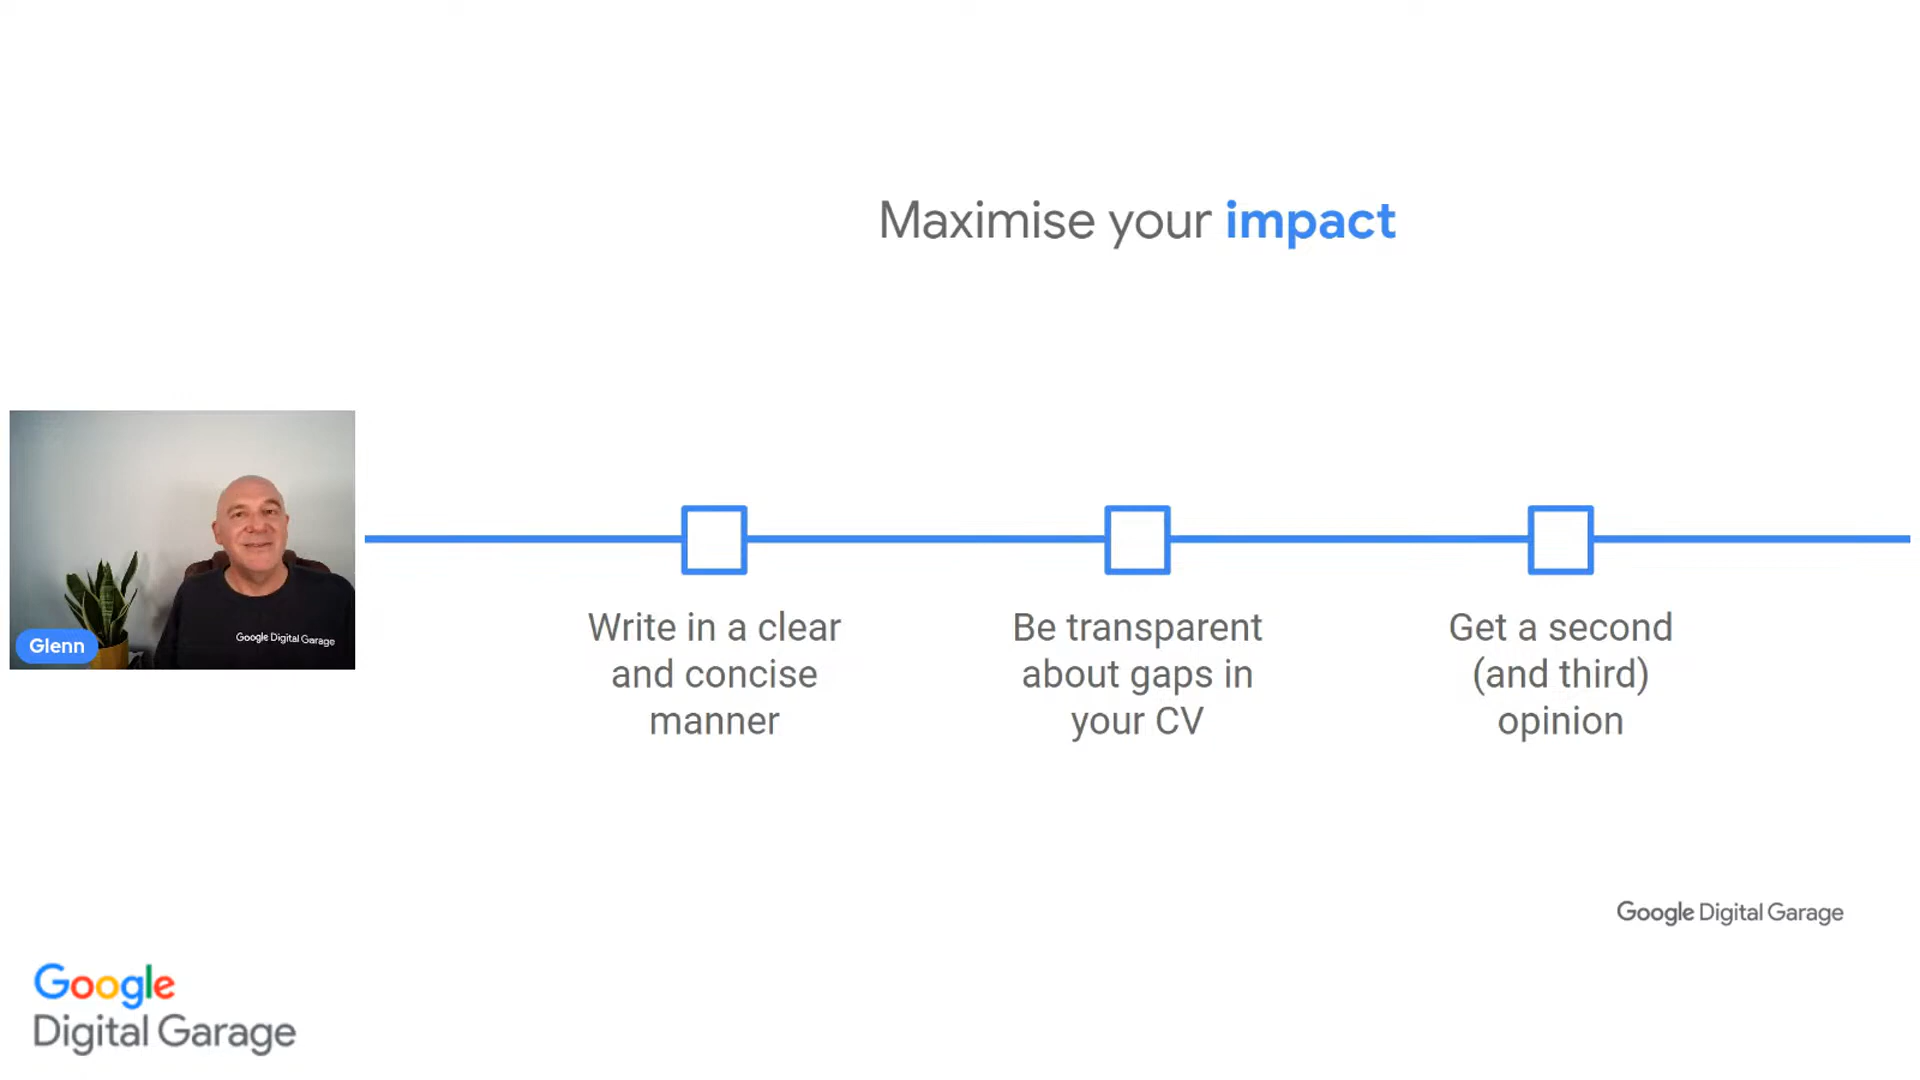 Maximise your impact
Write in a clear
and concise
manner
Be transparent
about gaps in
your CV
Get a second
(and third)
opinion
Google Digital Garage
Glenn
Google Digital Garage
Google
Digital Garage